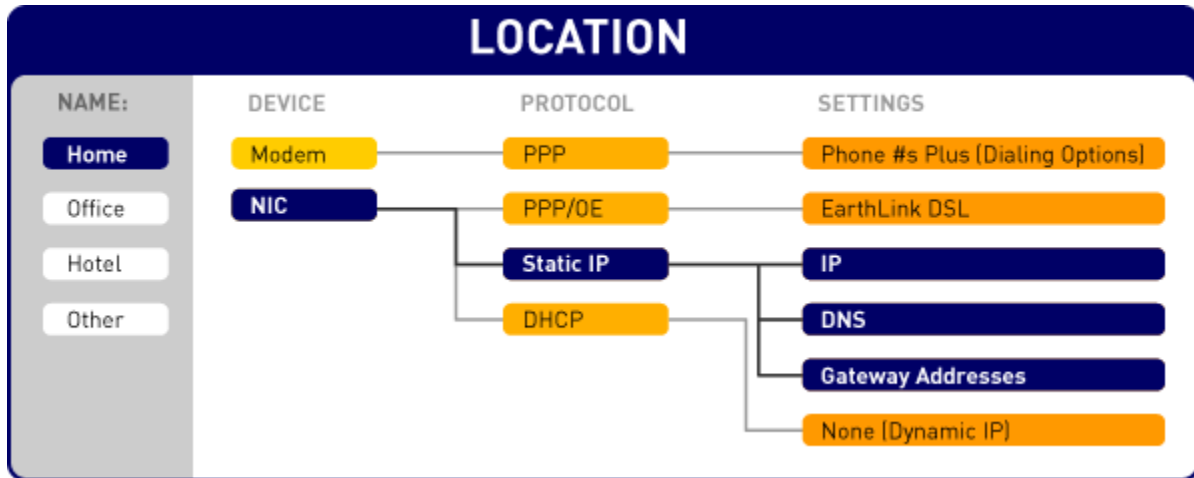 LOCATION
NAME: DEVICE PROTOCOL SETTINGS
Home Modem PPP Phone #s Plus (Dialing Options)
Office NIC PPP/OE EarthLink DSL
Hotel Static IP IP
Other DHCP DNS
Gateway Addresses
None (Dynamic IP)